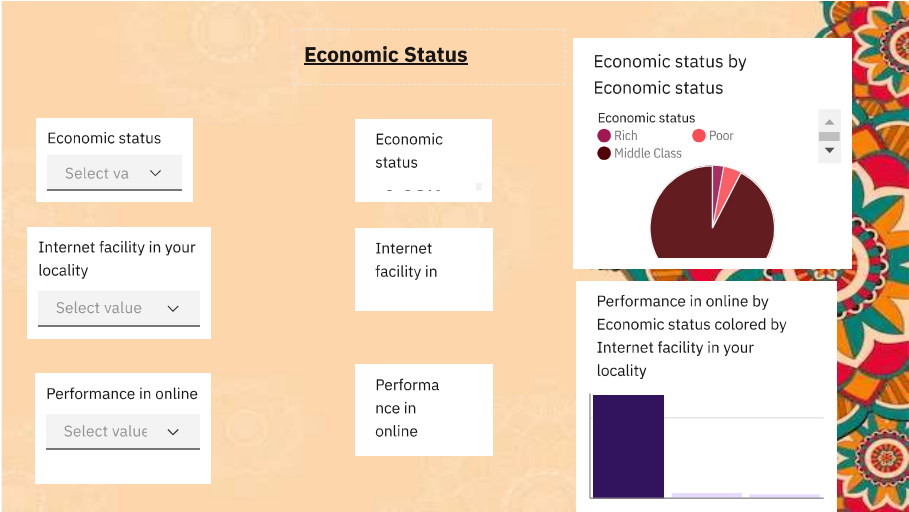 Economic Status
Economic status
Select va
Internet facility in your
locality
Select value
Performance in online
Select value
Economic
status
Internet
facility in
Performa
nce in
online
Economic status by
Economic status
Economic status
Rich
Poor
Middle Class
Performance in online by
Economic status colored by
Internet facility in your
locality